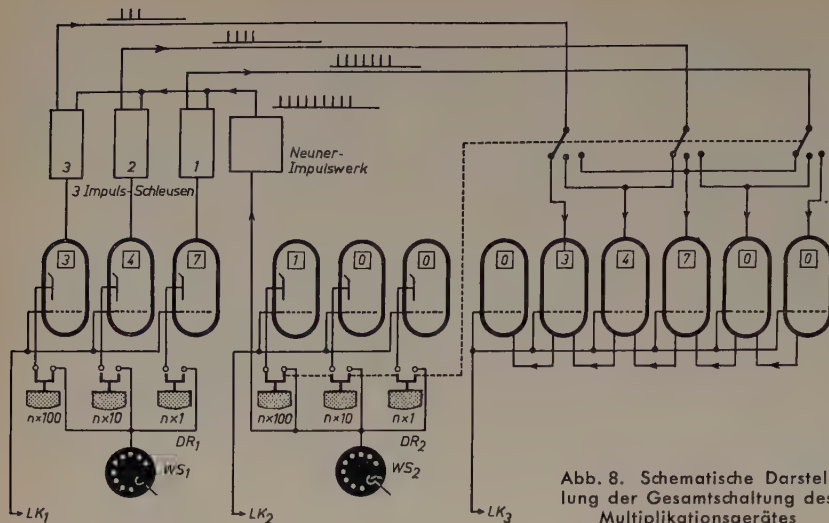 3 2 1
Neuner-
Impulswerk
3 Impuls-Schleusen
3 4 7 1 0 0 0 3 4 7 0 0
n×100 n×10 n×1 n×100 n×10 n×1
DR1 DR2
WS1 WS2
LK1 LK2 LK3
Abb. 8. Schematische Darstel-
lung der Gesamtschaltung des
Multiplikationsgerätes